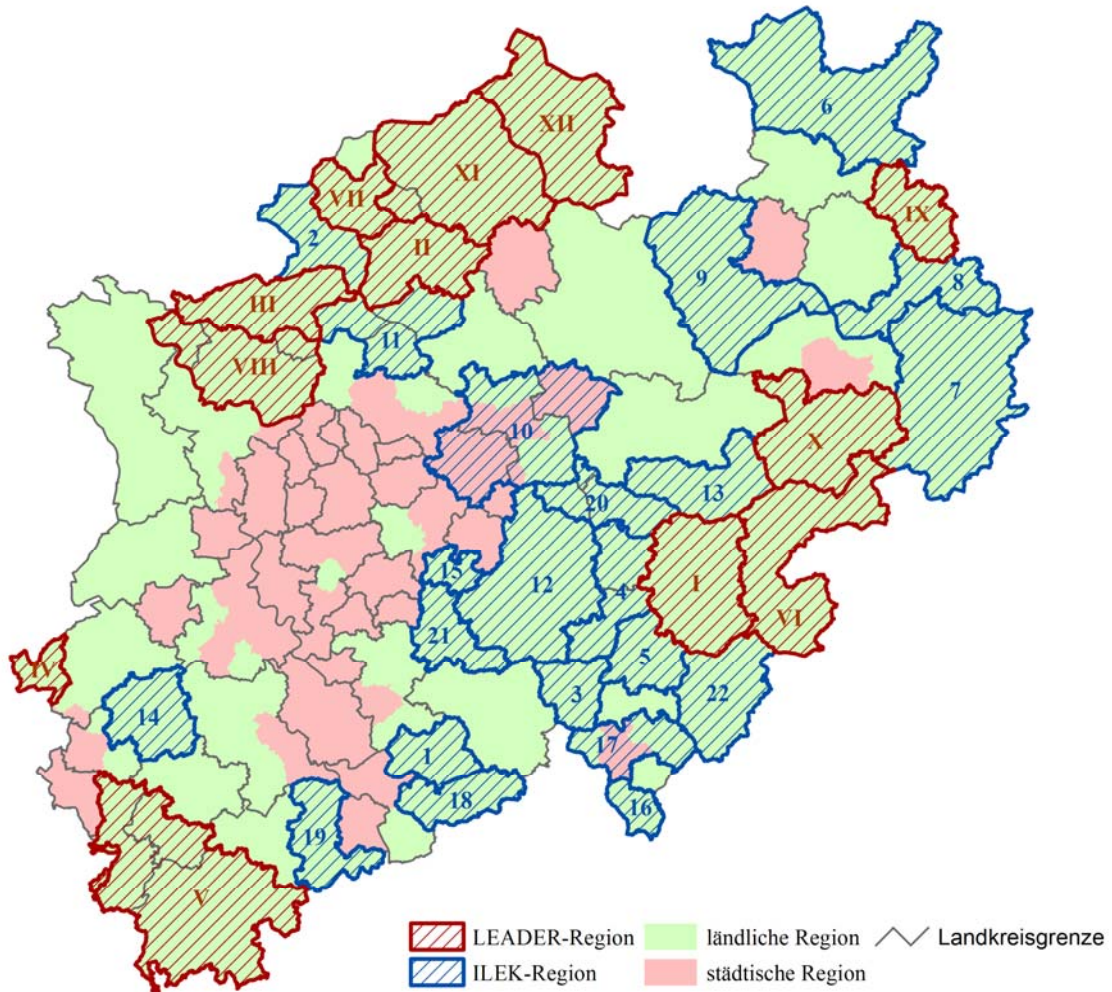 6
XII
XI
VII
IX
2
II
9
8
III
11
7
VIII
10
X
13
20
I
12
15
4
VI
21
IV
5
22
3
14
17
1
18
16
19
V
LEADER-Region ländliche Region Landkreisgrenze
ILEK-Region städtische Region